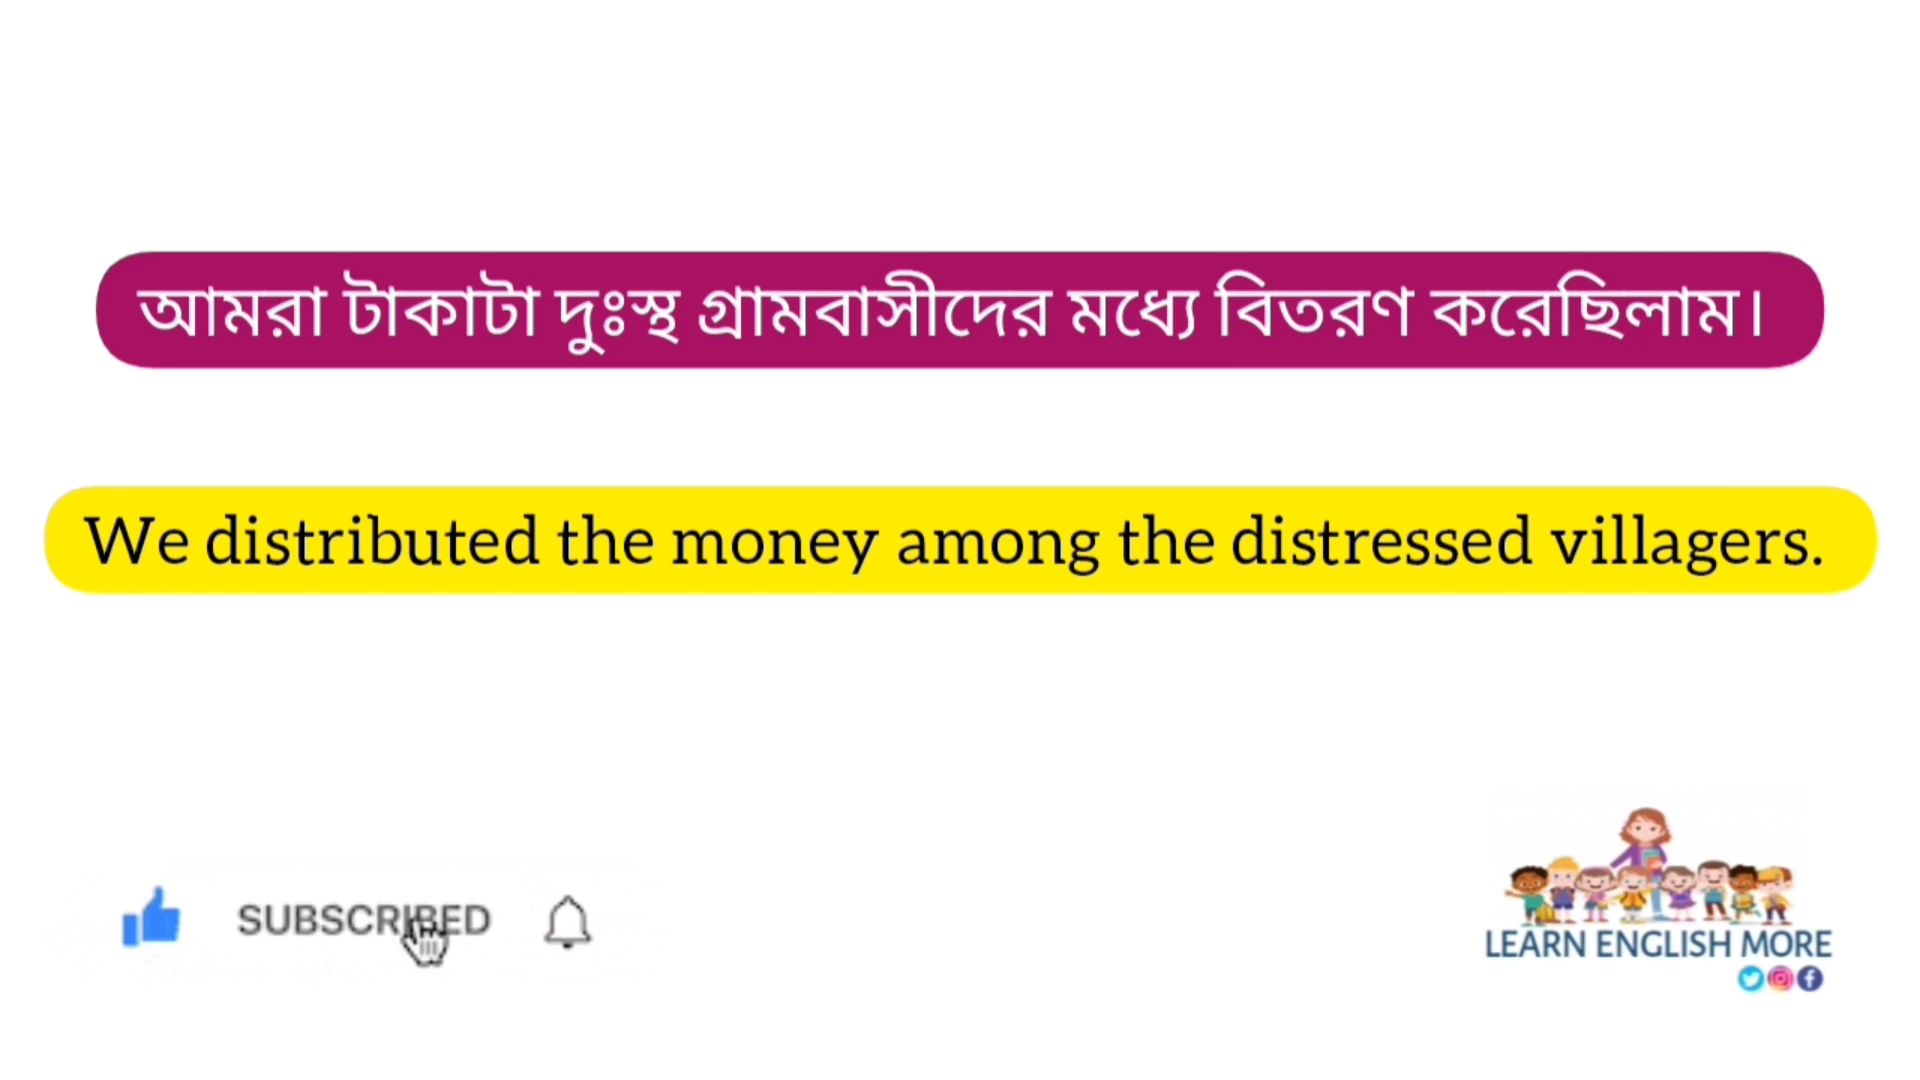 আমরা টাকাটা দুঃস্থ গ্রামবাসীদের মধ্যে বিতরণ করেছিলাম।
We distributed the money among the distressed villagers.
SUBSCRIBED
LEARN ENGLISH MORE